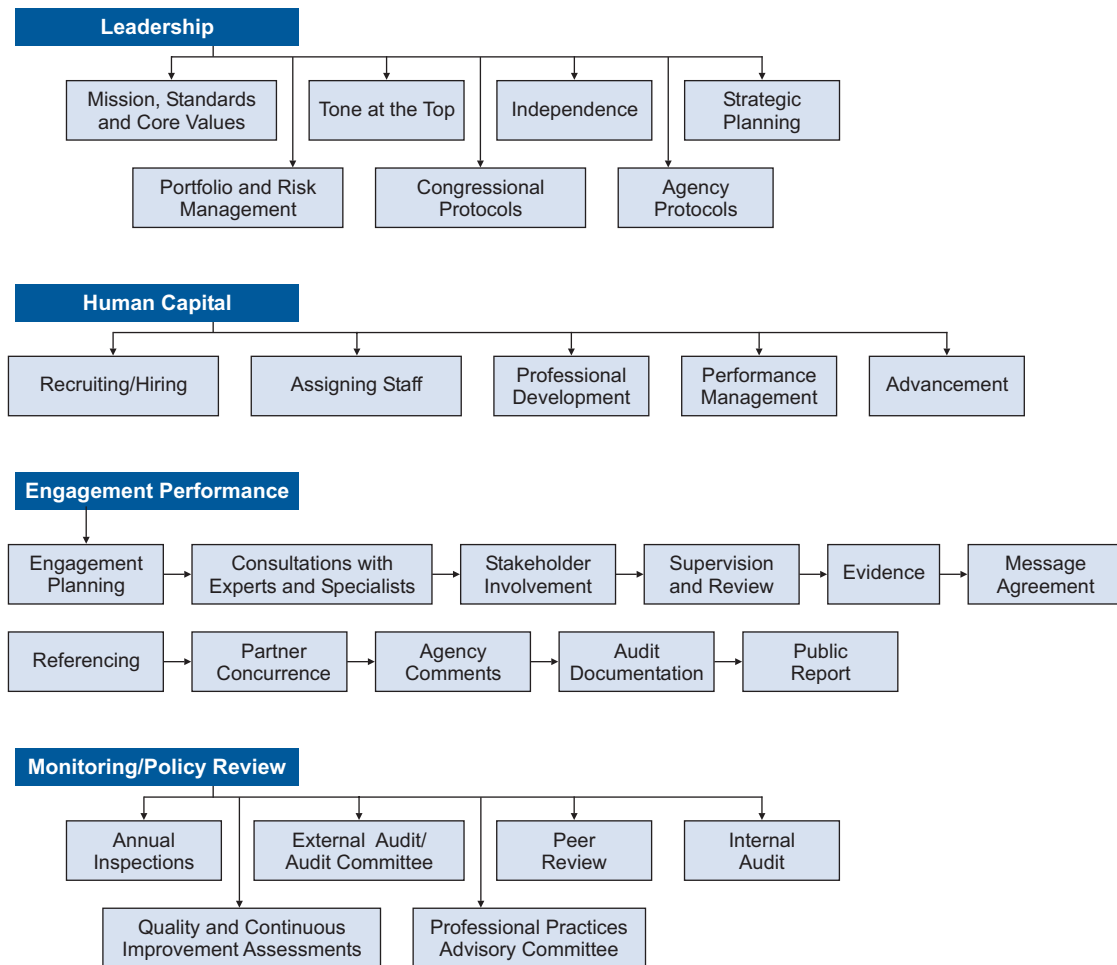 Leadership
Mission, Standards
and Core Values
Tone at the Top
Independence
Strategic
Planning
Portfolio and Risk
Management
Congressional
Protocols
Agency
Protocols
Human Capital
Recruiting/Hiring
Assigning Staff
Professional
Development
Performance
Management
Advancement
Engagement Performance
Engagement
Planning
Consultations with
Experts and Specialists
Stakeholder
Involvement
Supervision
and Review
Evidence
Message
Agreement
Referencing
Partner
Concurrence
Agency
Comments
Audit
Documentation
Public
Report
Monitoring/Policy Review
Annual
Inspections
External Audit/
Audit Committee
Peer
Review
Internal
Audit
Quality and Continuous
Improvement Assessments
Professional Practices
Advisory Committee